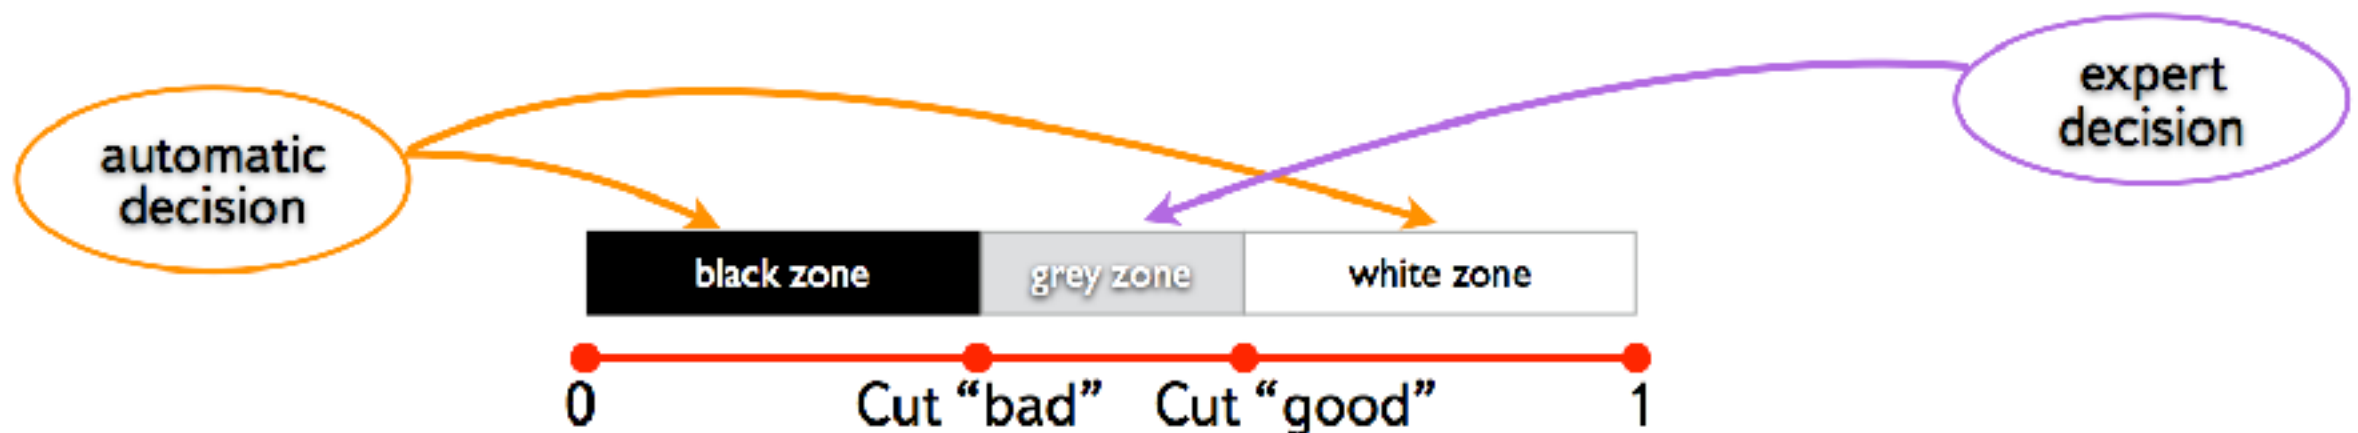 automatic
decision
expert
decision
black zone
grey zone
white zone
0
Cut “bad”
Cut “good”
1